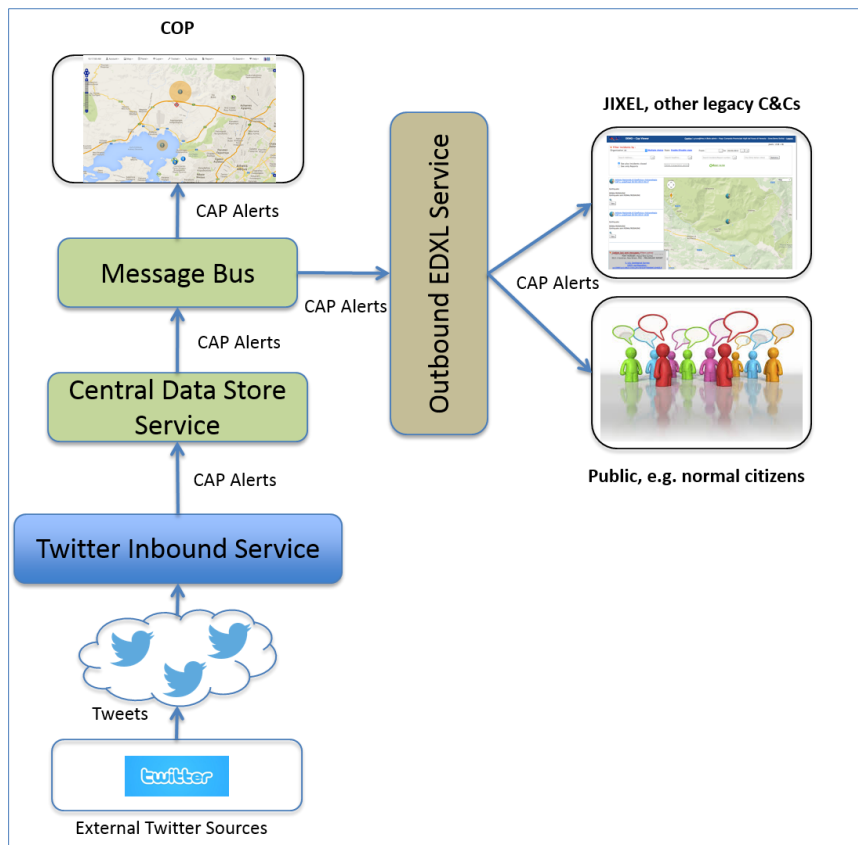 COP
JIXEL, other legacy C&Cs
CAP Alerts
Message Bus
CAP Alerts
Outbound EDXL Service
CAP Alerts
CAP Alerts
Central Data Store
Service
Public, e.g. normal citizens
CAP Alerts
Twitter Inbound Service
Tweets
twitter
External Twitter Sources